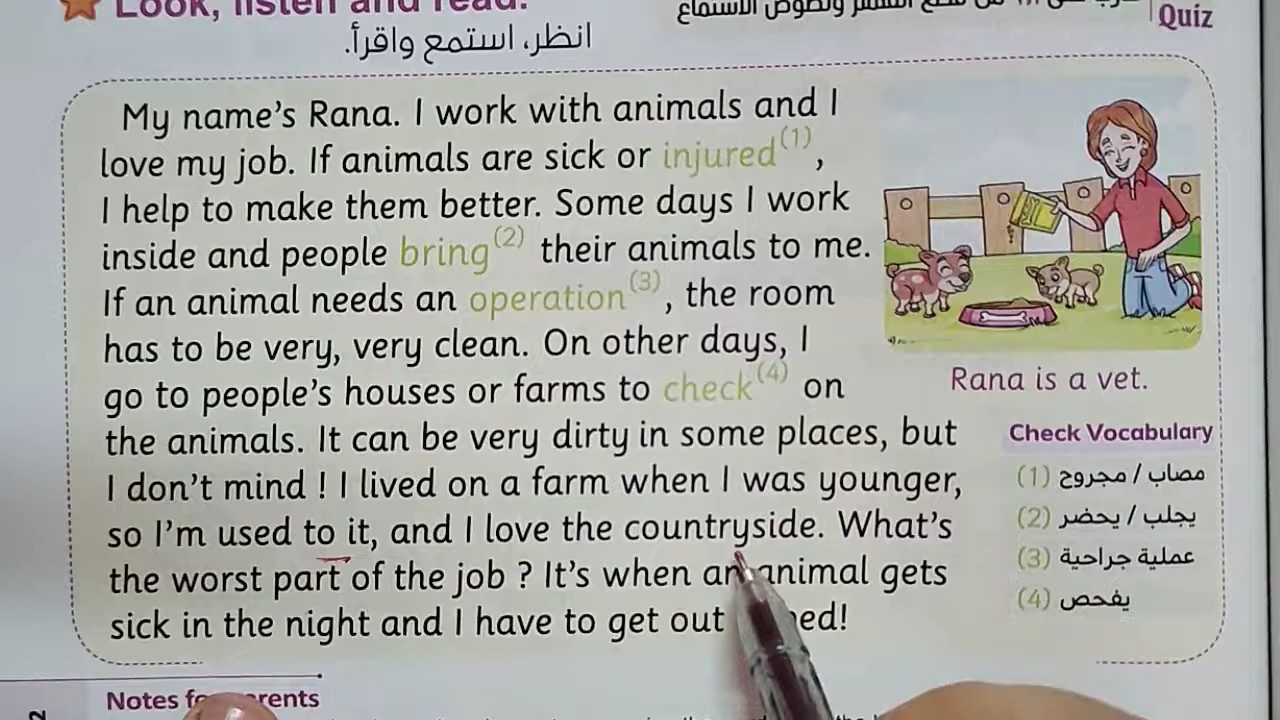 Look, listen and read.
Quiz
انظر، استمع واقرأ.
My name's Rana. I work with animals and I
love my job. If animals are sick or injured(1),
I help to make them better. Some days I work
inside and people bring(2) their animals to me.
If an animal needs an operation(3), the room
has to be very, very clean. On other days, I
go to people's houses or farms to check(4) on
the animals. It can be very dirty in some places, but
I don't mind ! I lived on a farm when I was younger,
so I'm used to it, and I love the countryside. What's
the worst part of the job ? It's when an animal gets
sick in the night and I have to get out
Rana is a vet.
Check Vocabulary
(1) مصاب / مجروح
(2) يجلب / يحضر
(3) عملية جراحية
(4) يفحص
Notes
2